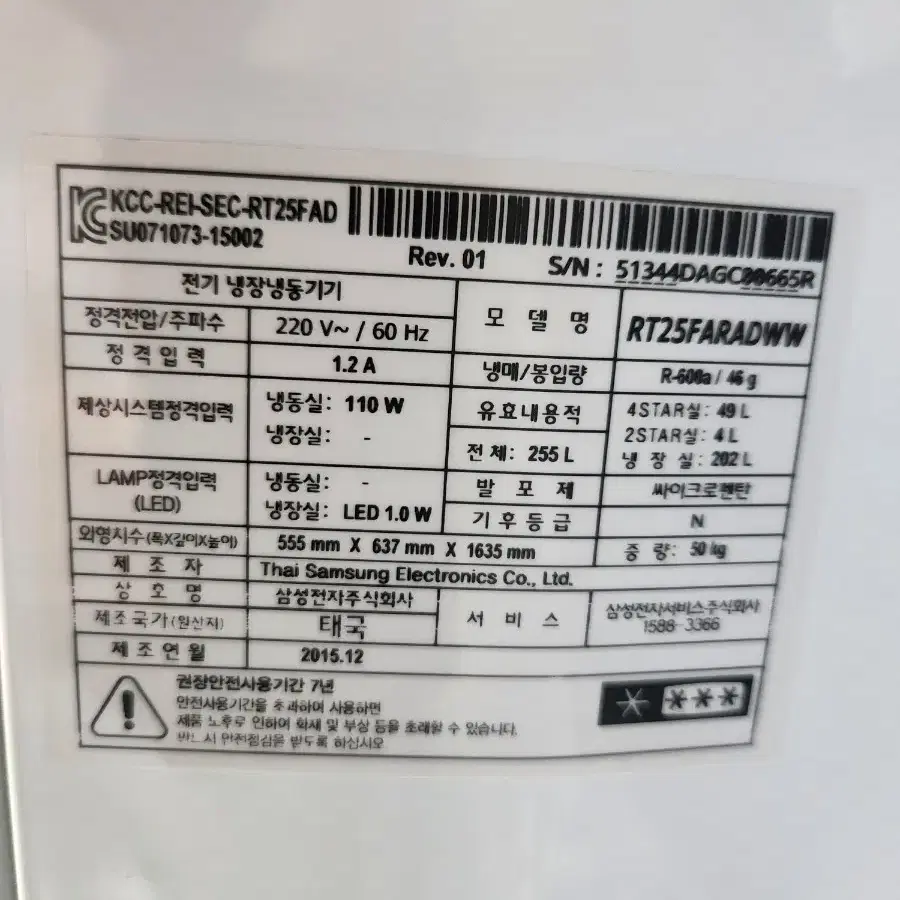 KCC-REI-SEC-RT25FAD
SU071073-15002
Rev. 01
S/N : 51344DAGC20665R
전기 냉장냉동기기
정격전압/주파수 220 V~ / 60 Hz
정격입력 1.2 A
제상시스템정격입력 냉동실: 110 W
냉장실: -
LAMP정격입력 (LED) 냉동실: -
냉장실: LED 1.0 W
모델명 RT25FARADWW
냉매/봉입량 R-600a / 46 g
유효내용적 4STAR실: 49 L
2STAR실: 4 L
전체: 255 L 냉장실: 202 L
발포제 싸이크로펜탄
기후등급 N
외형치수(폭X깊이X높이) 555 mm X 637 mm X 1635 mm 중량: 50 kg
제조자 Thai Samsung Electronics Co., Ltd.
상호명 삼성전자주식회사
서비스 삼성전자서비스주식회사
1588-3366
제조국가(원산지) 태국
제조연월 2015.12
권장안전사용기간 7년
안전사용기간을 초과하여 사용하면
제품 노후로 인하여 화재 및 부상 등을 초래할 수 있습니다.
반드시 안전점검을 받도록 하십시오